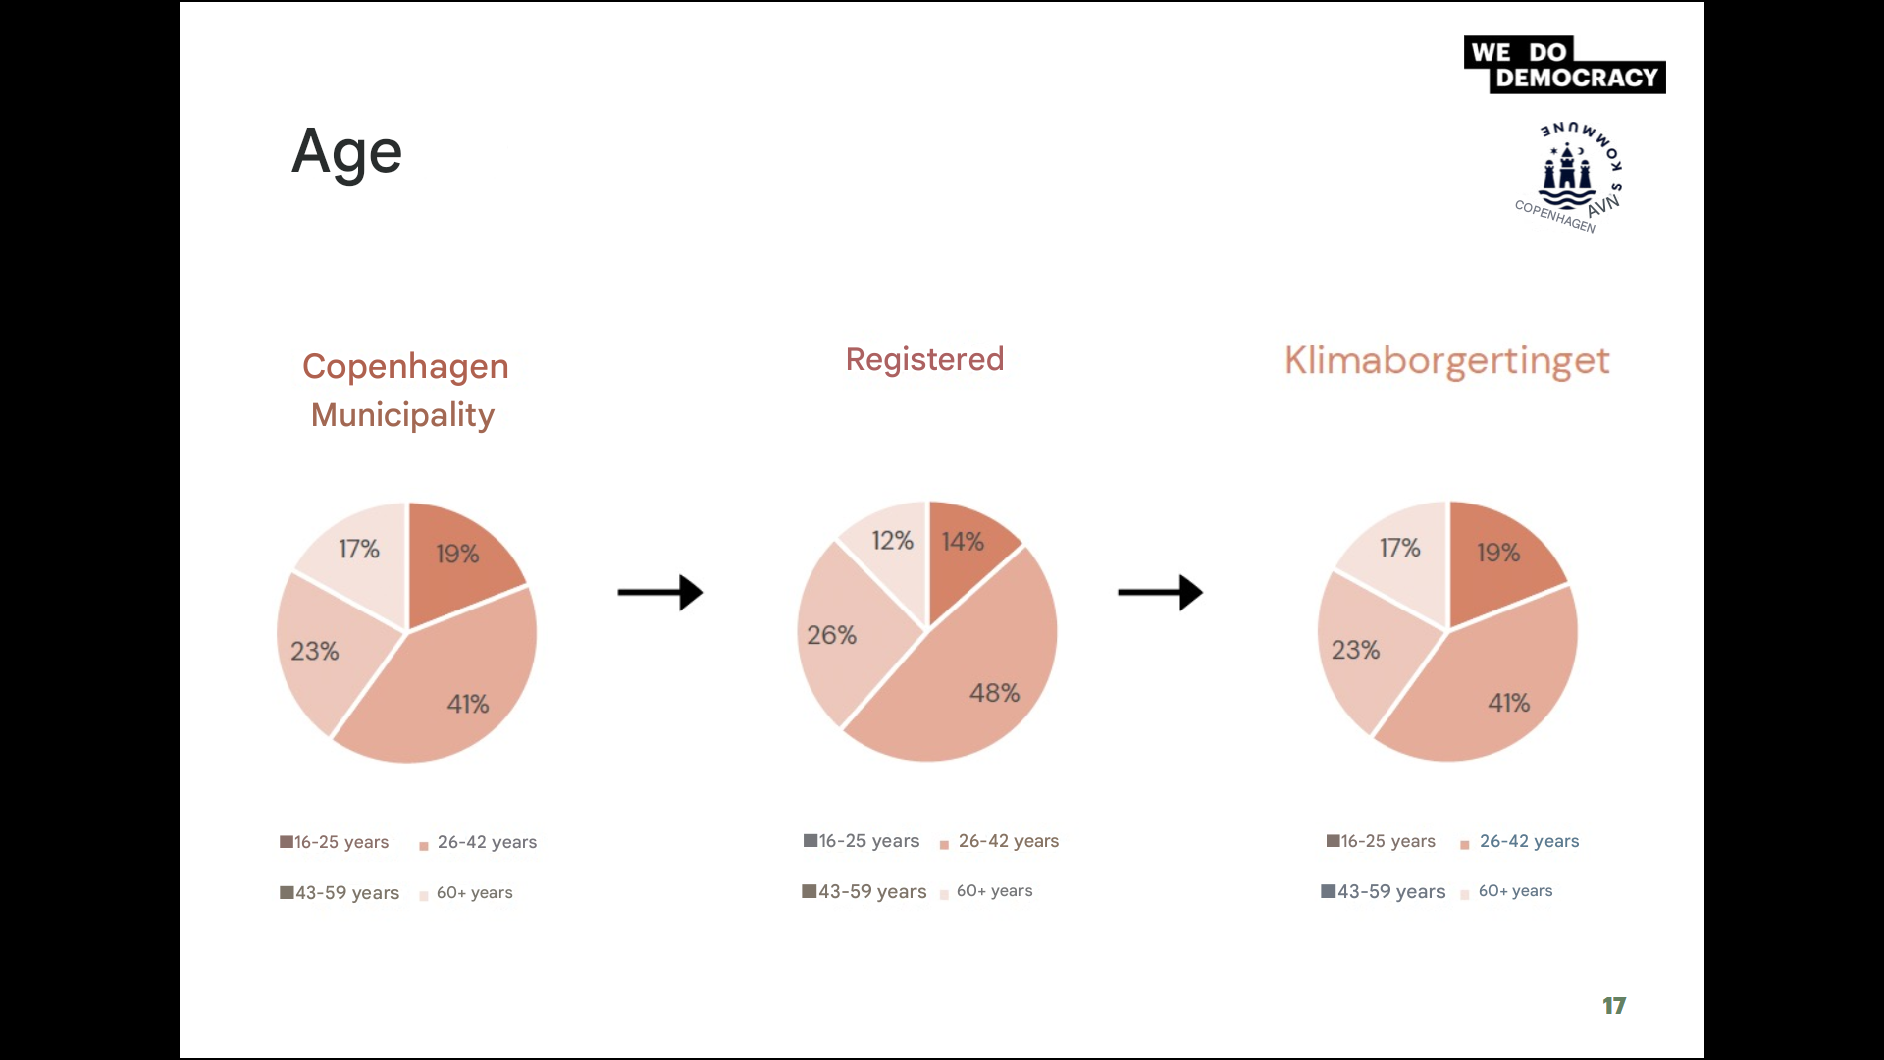 WE DO
DEMOCRACY
AVNS KOMMUNE
COPENHAGEN
Age
Copenhagen
Municipality
Registered
Klimaborgertinget
17% 19%
23%
41%
12% 14%
26%
48%
17% 19%
23%
41%
16-25 years 26-42 years
43-59 years 60+ years
16-25 years 26-42 years
43-59 years 60+ years
16-25 years 26-42 years
43-59 years 60+ years
17